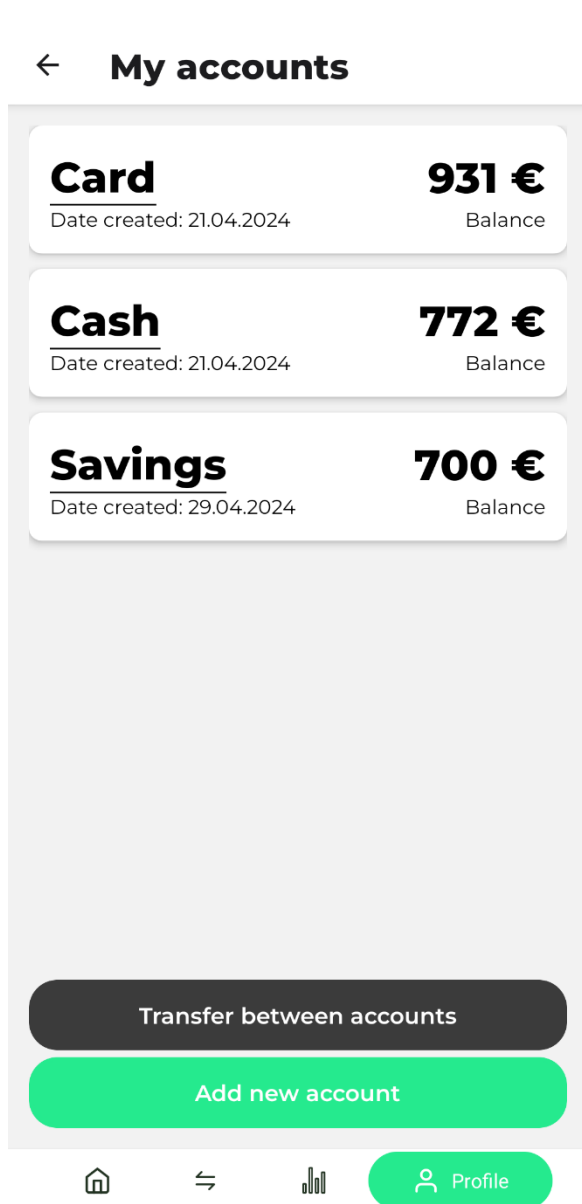 My accounts
Card 931 €
Date created: 21.04.2024 Balance
Cash 772 €
Date created: 21.04.2024 Balance
Savings 700 €
Date created: 29.04.2024 Balance
Transfer between accounts
Add new account
Profile